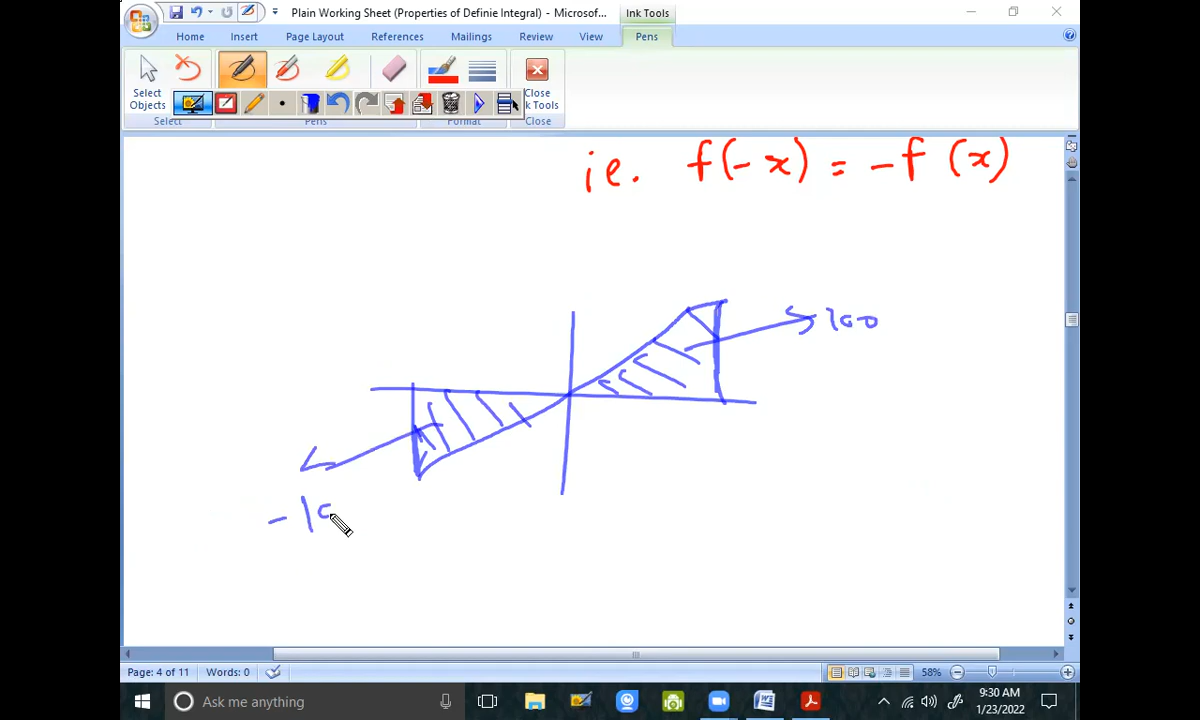 Plain Working Sheet (Properties of Definie Integral) - Microsof...
Ink Tools
Home Insert Page Layout References Mailings Review View Pens
Select Objects
Close
k Tools
Select Pens Format Close
ie. f(-x) = -f (x)
100
-10
Page: 4 of 11 Words: 0 58%
Ask me anything
9:30 AM
1/23/2022